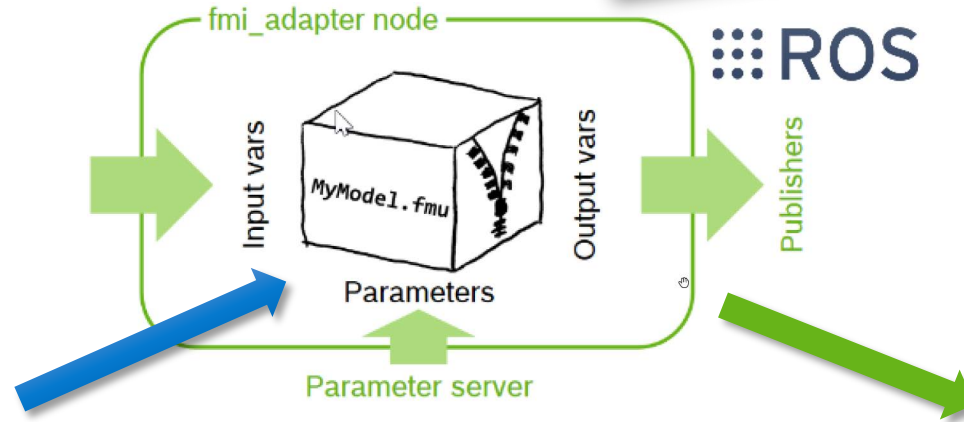 fmi_adapter node
ROS
Input vars
MyModel.fmu
Output vars
Publishers
Parameters
Parameter server